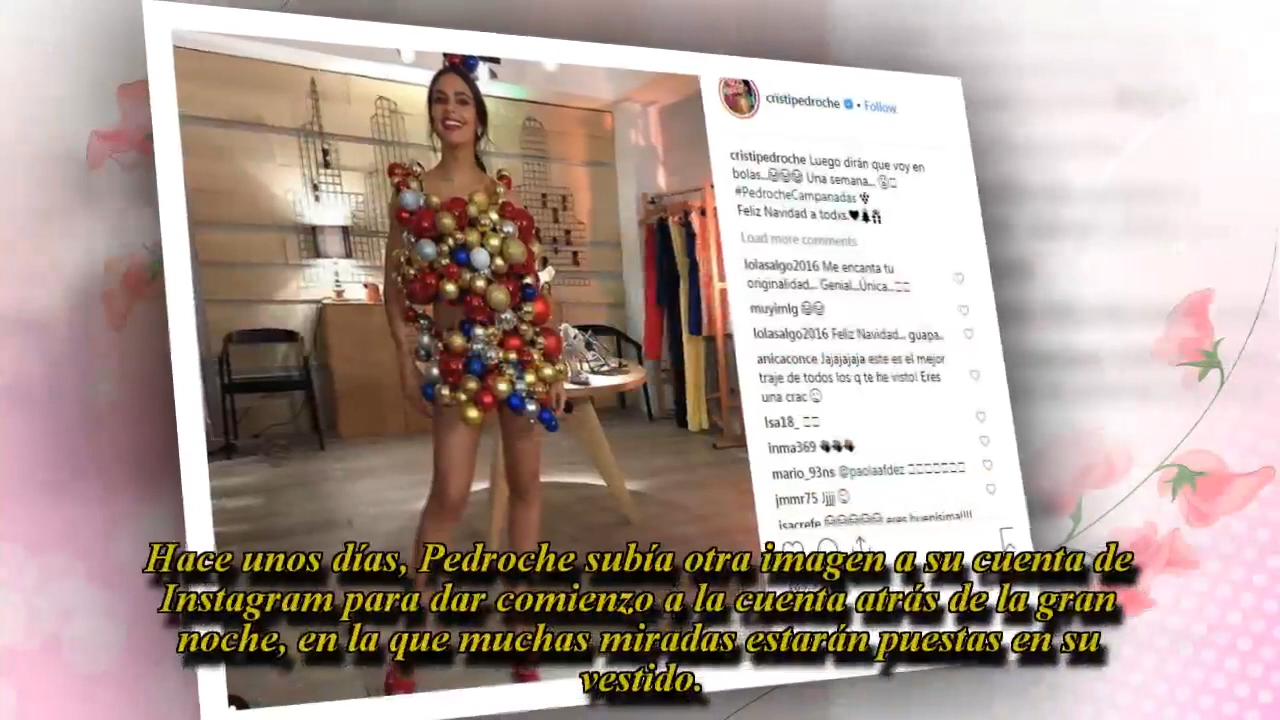 cristipedroche • Follow
cristipedroche Luego dirán que voy en
bolas... Una semana...
#PedrocheCampanadas
Feliz Navidad a todxs.
Load more comments
lolasalgo2016 Me encanta tu
originalidad... Genial...Única...
muyimlg
lolasalgo2016 Feliz Navidad... guapa..
anicaconce Jajajajaja este es el mejor
traje de todos los q te he visto! Eres
una crac
lsa18_
inma369
mario_93ns @paolaafdez
jmmr75 Jjjj
isacrefe eres buenisima!!!!
Hace unos días, Pedroche subía otra imagen a su cuenta de
Instagram para dar comienzo a la cuenta atrás de la gran
noche, en la que muchas miradas estarán puestas en su
vestido.